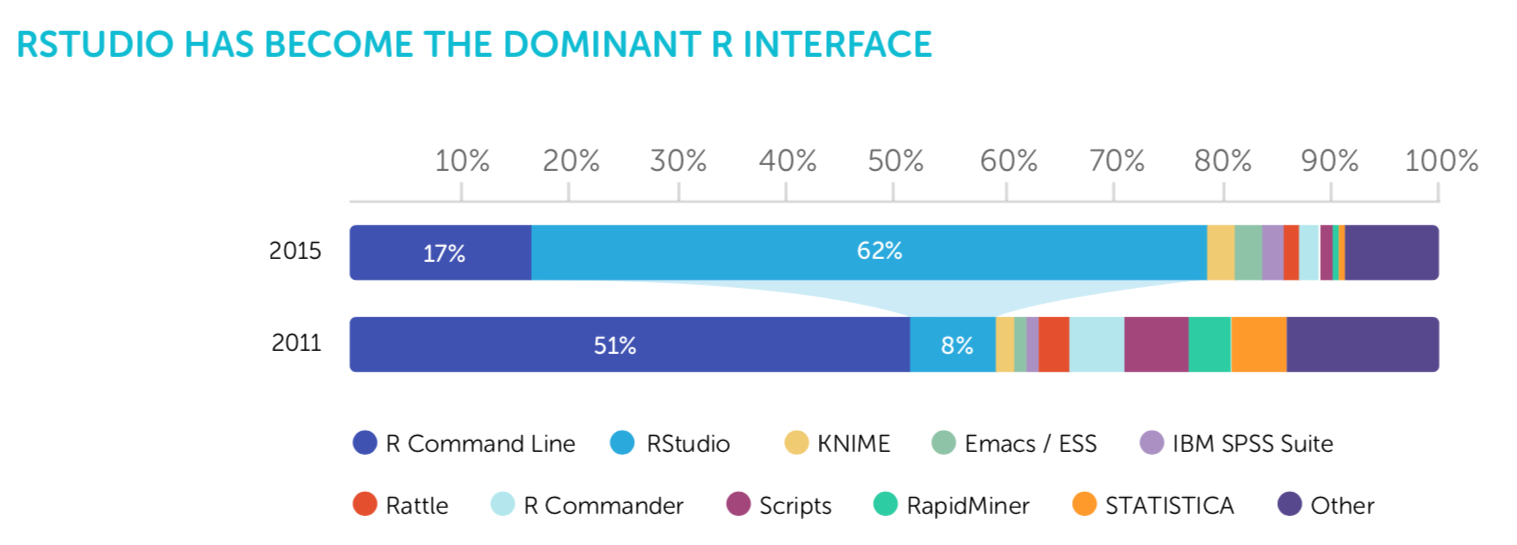 RSTUDIO HAS BECOME THE DOMINANT R INTERFACE
10% 20% 30% 40% 50% 60% 70% 80% 90% 100%
2015 17% 62%
2011 51% 8%
R Command Line RStudio KNIME Emacs / ESS IBM SPSS Suite
Rattle R Commander Scripts RapidMiner STATISTICA Other